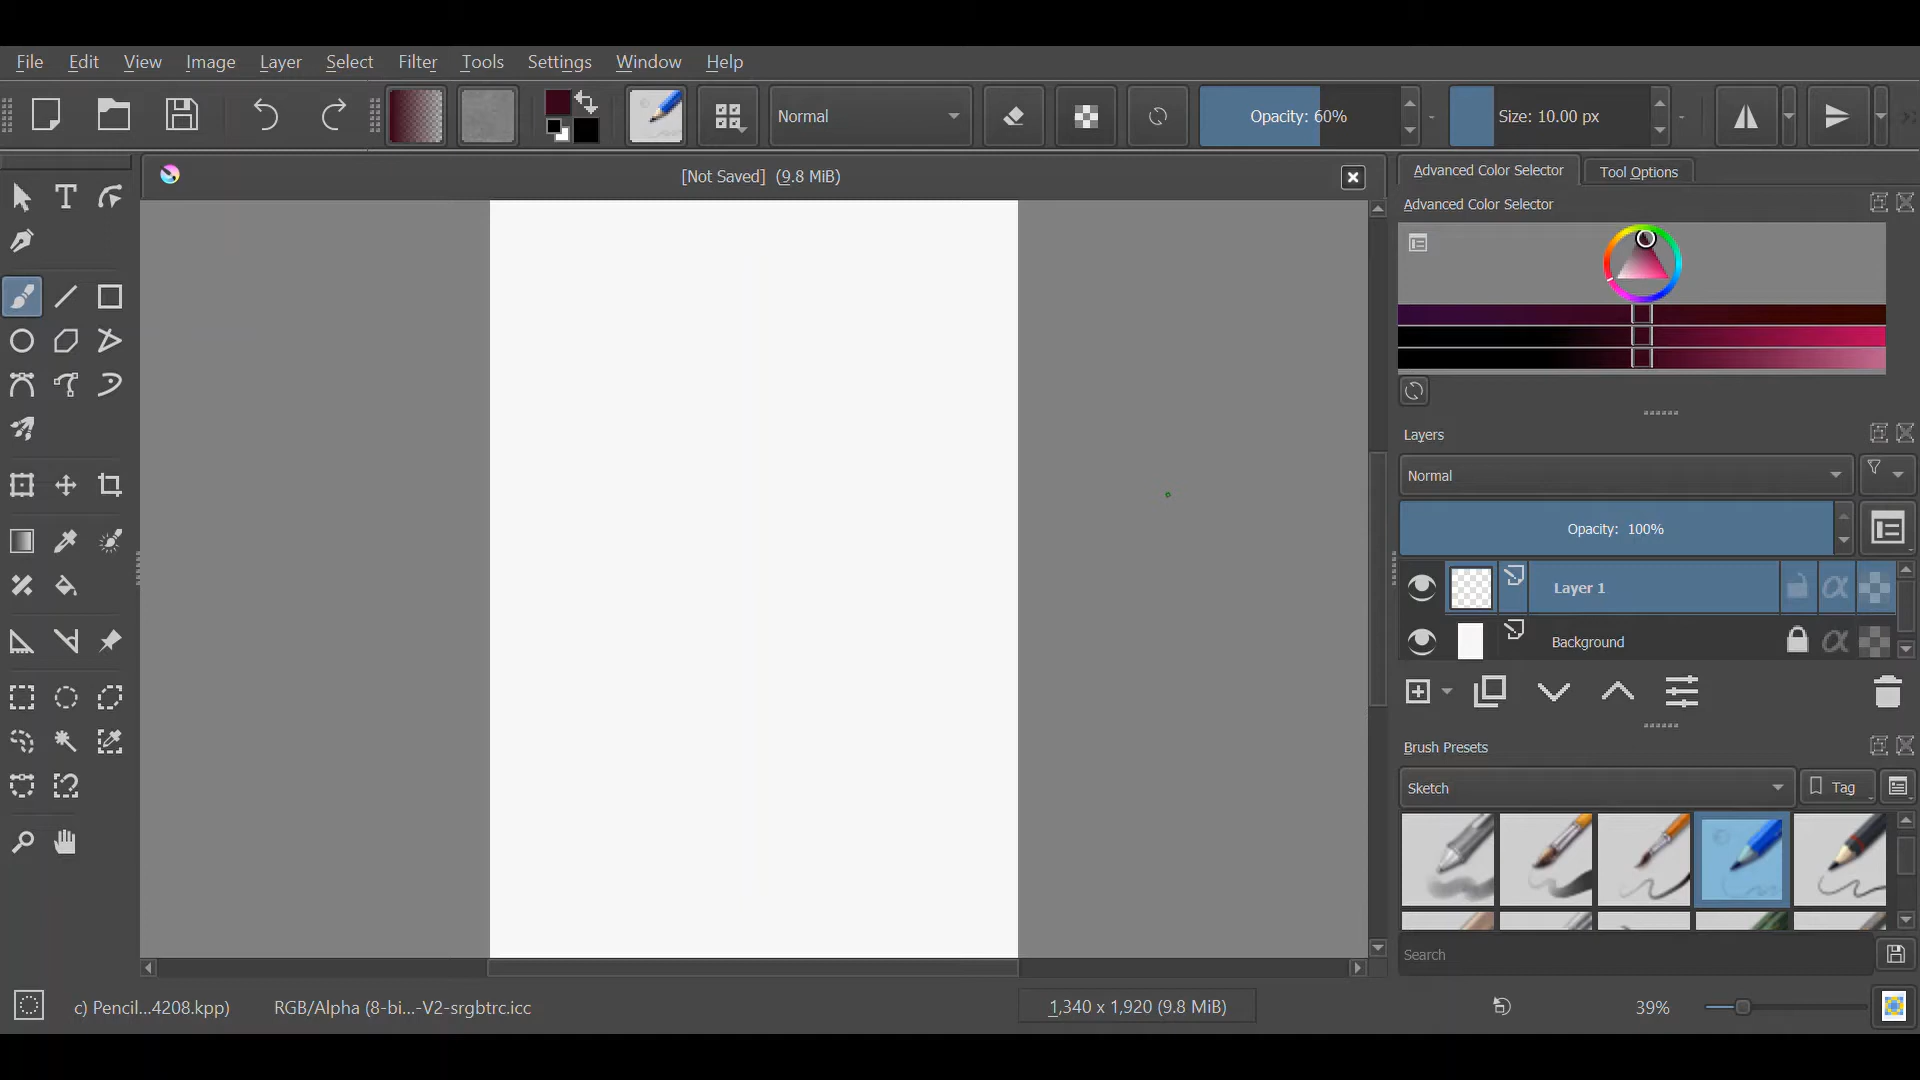 File Edit View Image Layer Select Filter Tools Settings Window Help
Normal Opacity: 60% Size: 10.00 px
[Not Saved] (9.8 MiB)
Advanced Color Selector Tool Options
Advanced Color Selector
Layers
Normal
Opacity: 100%
Layer 1
Background
Brush Presets
Sketch Tag
Search
c) Pencil...4208.kpp) RGB/Alpha (8-bi...-V2-srgbtrc.icc 1,340 x 1,920 (9.8 MiB) 39%